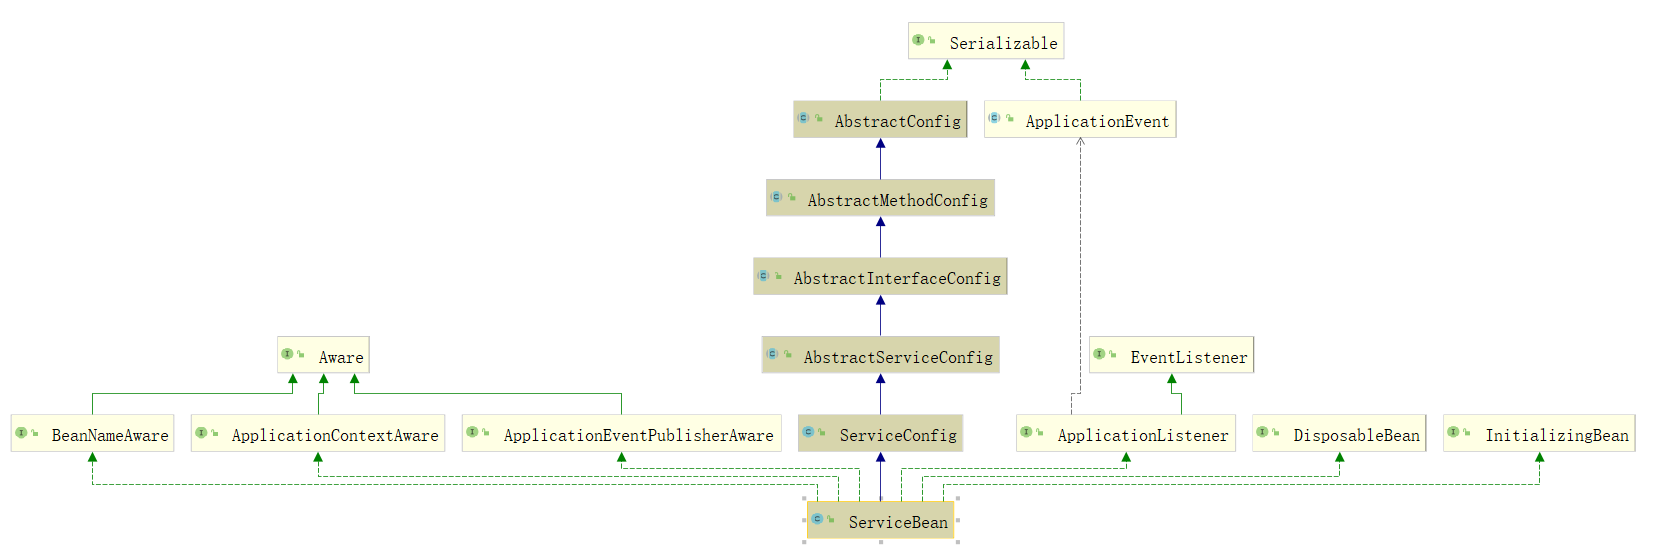 Serializable
AbstractConfig
ApplicationEvent
AbstractMethodConfig
AbstractInterfaceConfig
Aware
AbstractServiceConfig
EventListener
BeanNameAware
ApplicationContextAware
ApplicationEventPublisherAware
ServiceConfig
ApplicationListener
DisposableBean
InitializingBean
ServiceBean